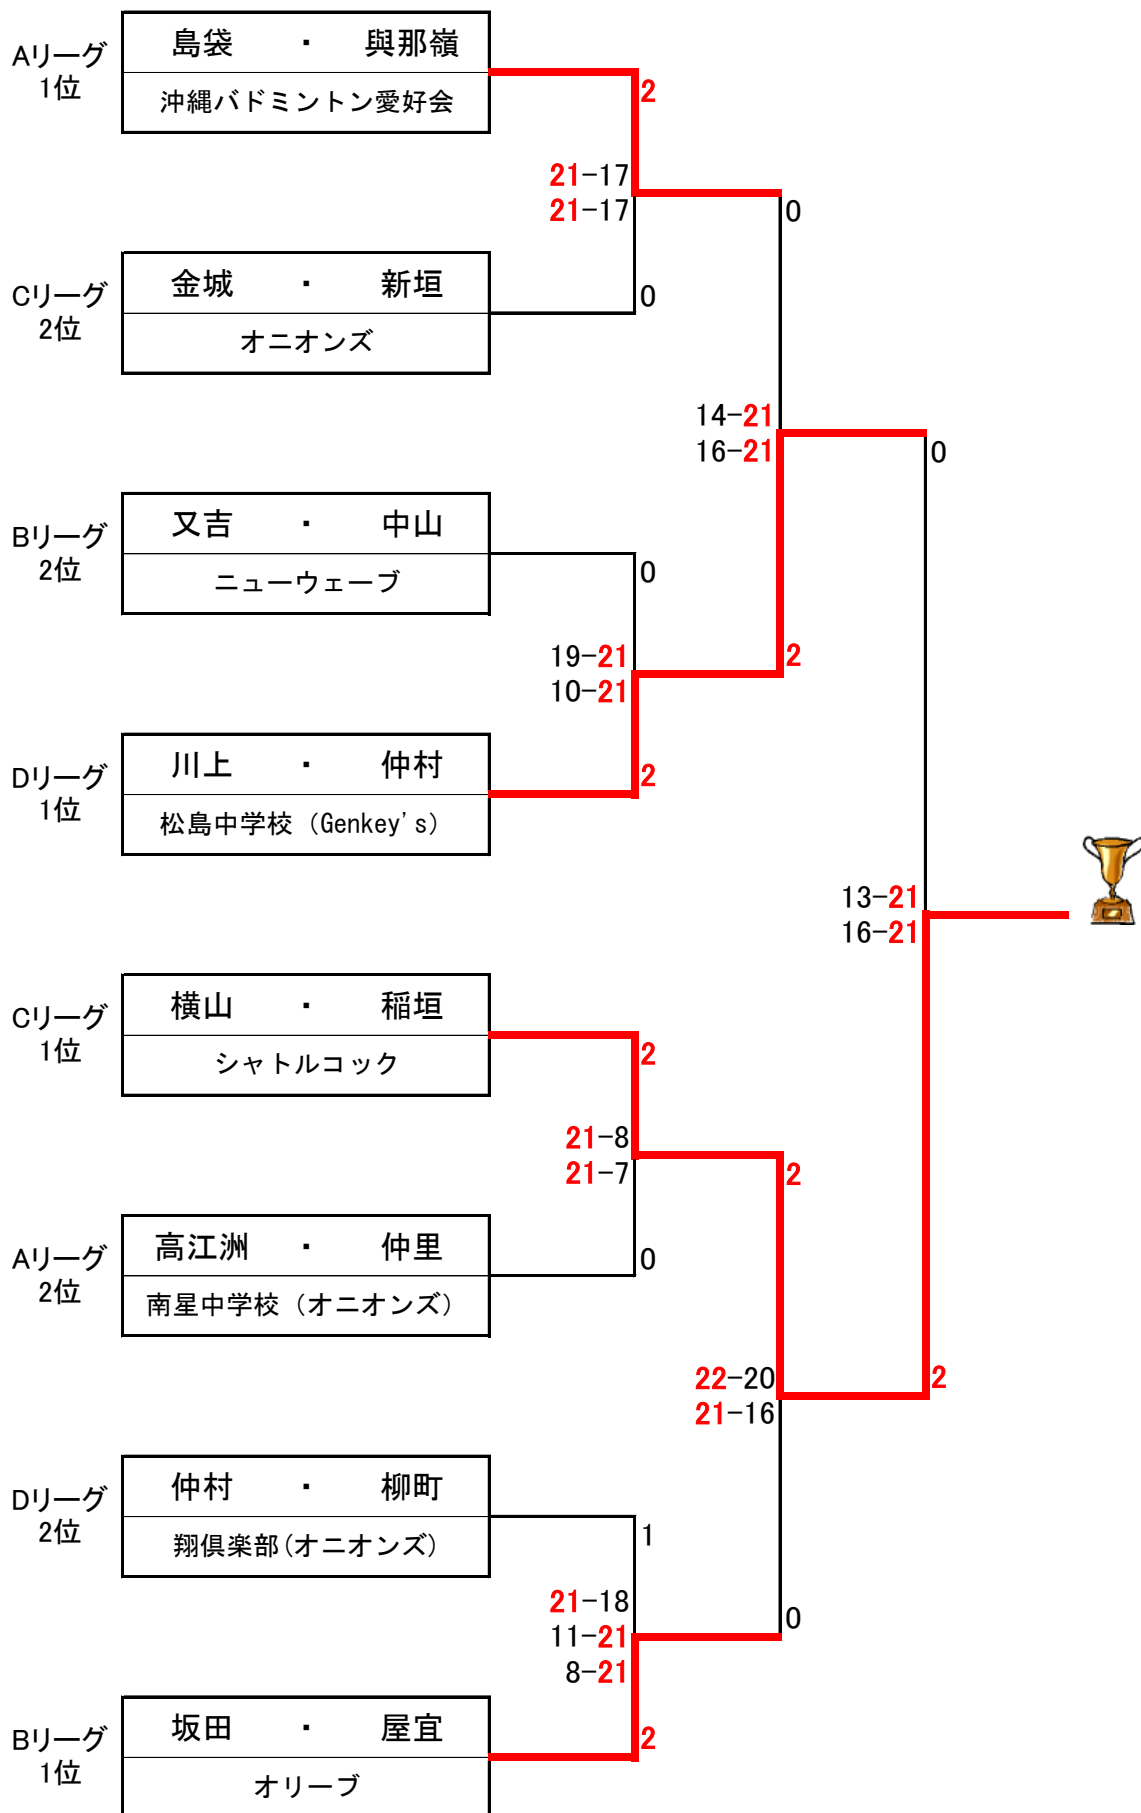 Aリーグ
1位
島袋 ・ 與那嶺
沖縄バドミントン愛好会
2
21-17
21-17
0
Cリーグ
2位
金城 ・ 新垣
オニオンズ
0
14-21
16-21
0
Bリーグ
2位
又吉 ・ 中山
ニューウェーブ
0
19-21
10-21
2
Dリーグ
1位
川上 ・ 仲村
松島中学校（Genkey's）
2
13-21
16-21
Cリーグ
1位
横山 ・ 稲垣
シャトルコック
2
21-8
21-7
2
Aリーグ
2位
高江洲 ・ 仲里
南星中学校（オニオンズ）
0
22-20
21-16
2
Dリーグ
2位
仲村 ・ 柳町
翔倶楽部(オニオンズ)
1
21-18
11-21
8-21
0
Bリーグ
1位
坂田 ・ 屋宜
オリーブ
2